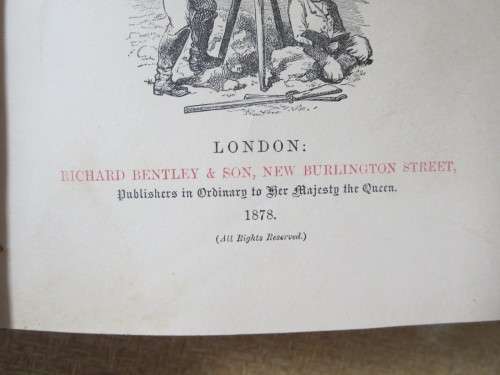 LONDON:
RICHARD BENTLEY & SON, NEW BURLINGTON STREET,
Publishers in Ordinary to Her Majesty the Queen.
1878.
(All Rights Reserved.)